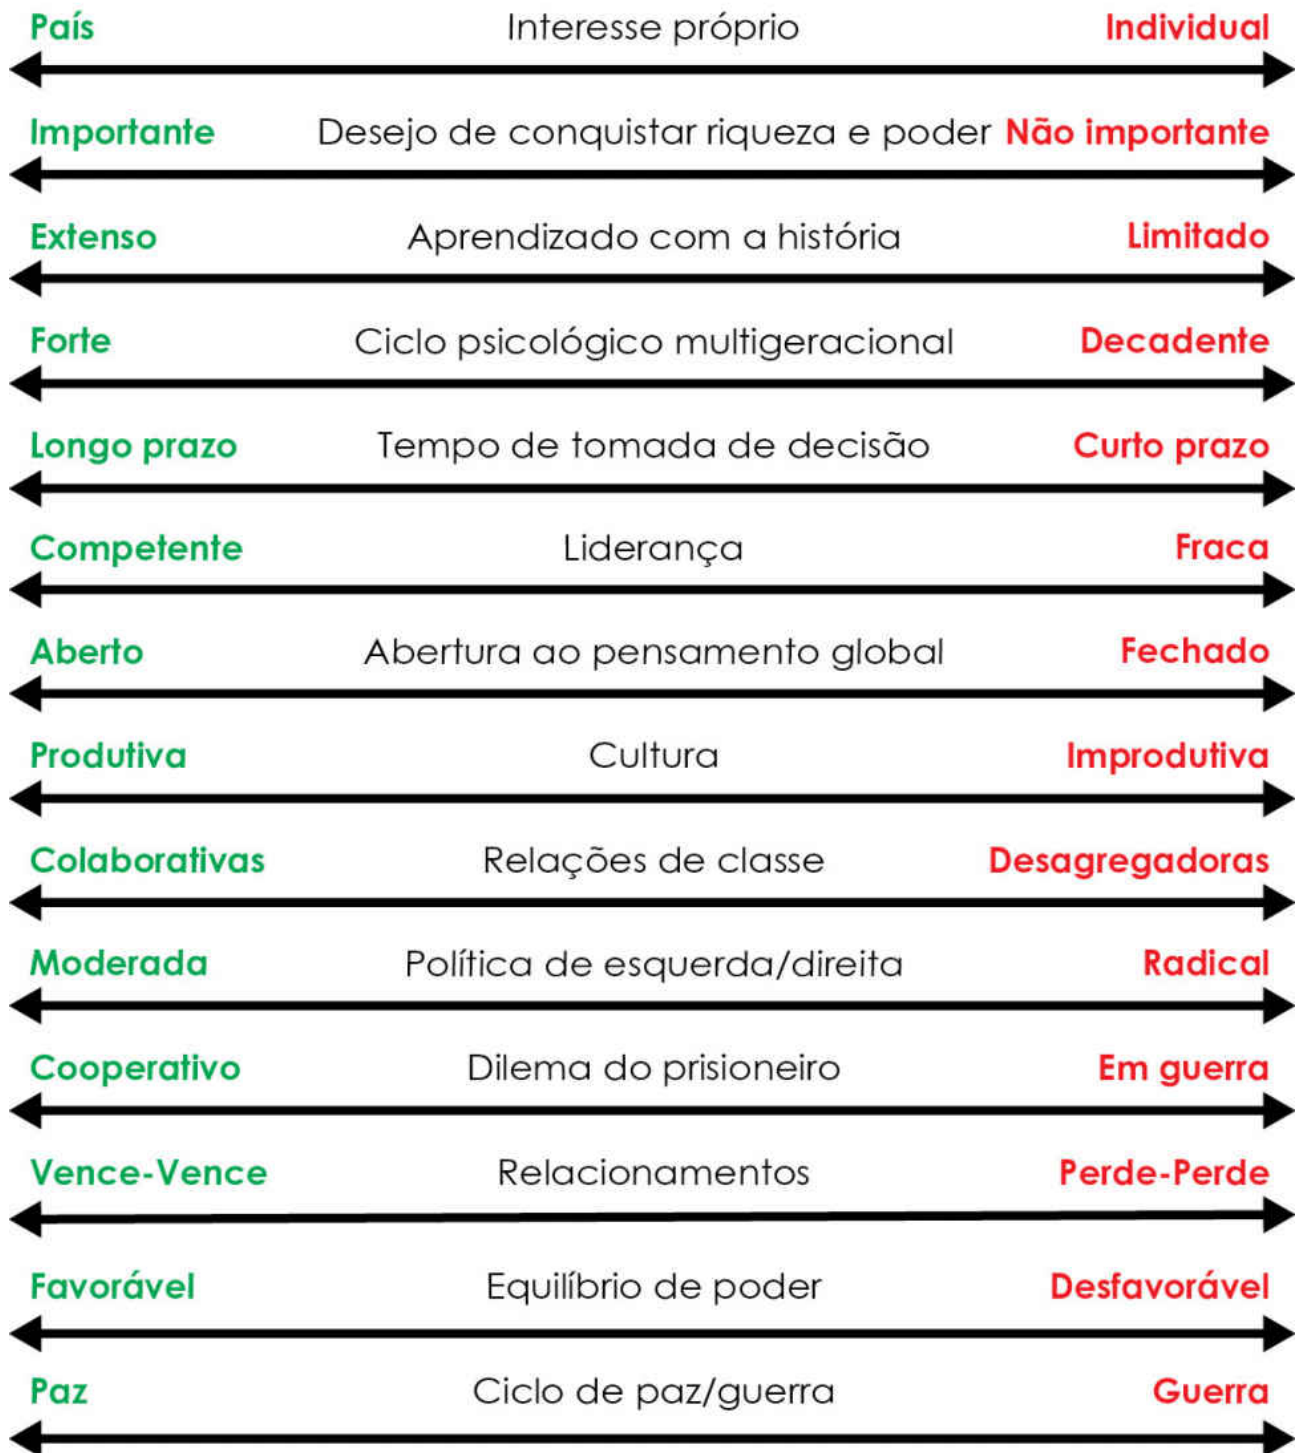 País Interesse próprio Individual
Importante Desejo de conquistar riqueza e poder Não importante
Extenso Aprendizado com a história Limitado
Forte Ciclo psicológico multigeracional Decadente
Longo prazo Tempo de tomada de decisão Curto prazo
Competente Liderança Fraca
Aberto Abertura ao pensamento global Fechado
Produtiva Cultura Improdutiva
Colaborativas Relações de classe Desagregadoras
Moderada Política de esquerda/direita Radical
Cooperativo Dilema do prisioneiro Em guerra
Vence-Vence Relacionamentos Perde-Perde
Favorável Equilíbrio de poder Desfavorável
Paz Ciclo de paz/guerra Guerra